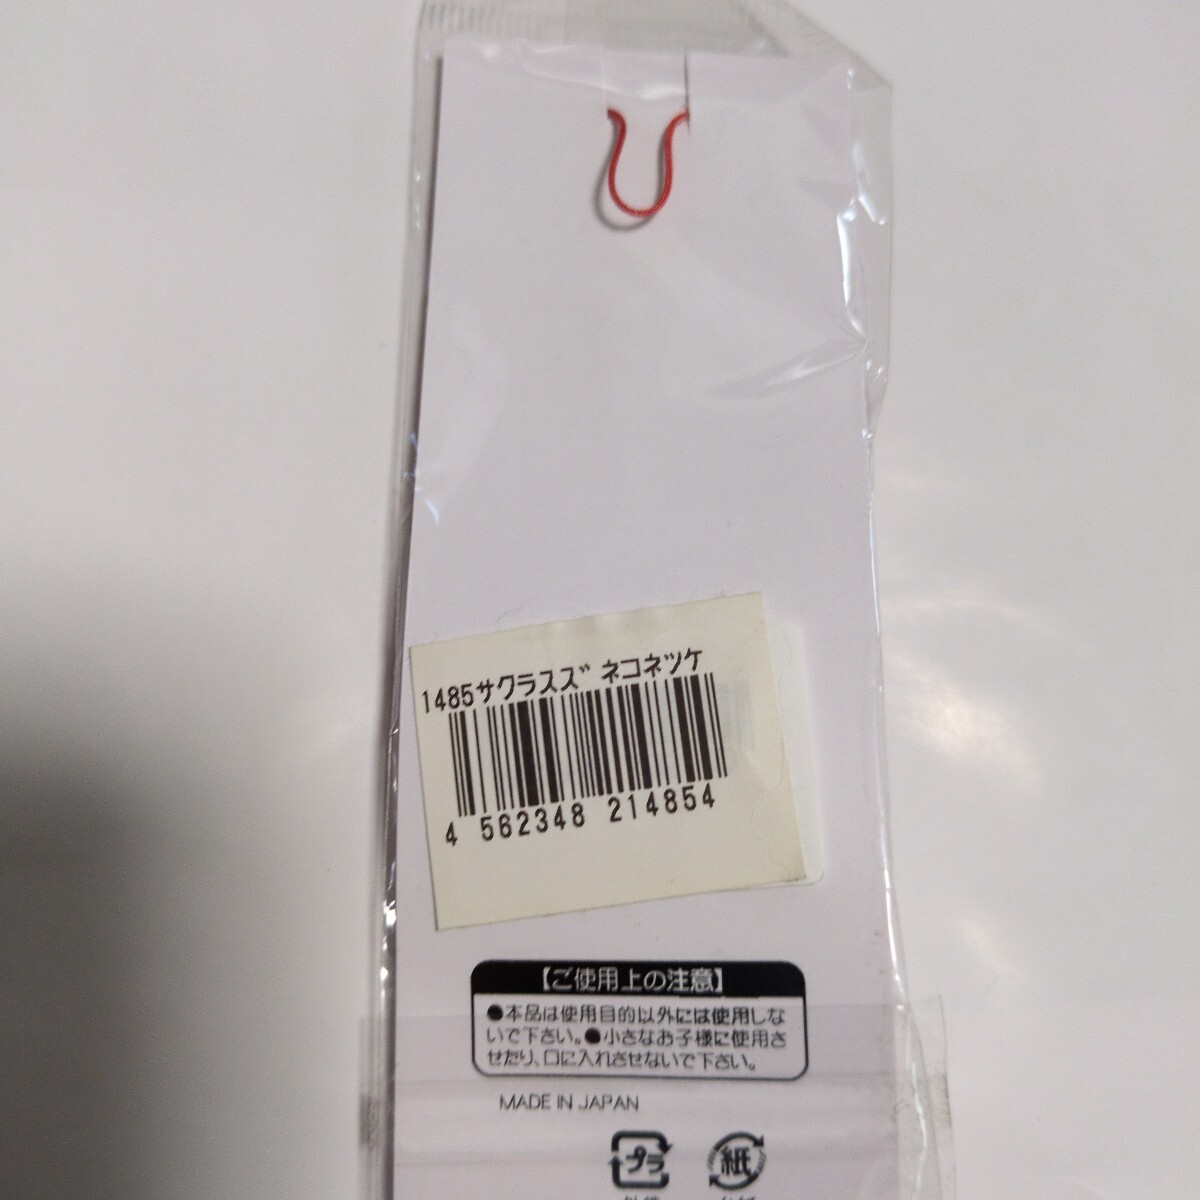 1485サクラスズ ネコネツケ
4 562348 214854
【ご使用上の注意】
●本品は使用目的以外には使用しな
いで下さい。●小さなお子様に使用さ
せたり、口に入れさせないで下さい。
MADE IN JAPAN
プラ 紙